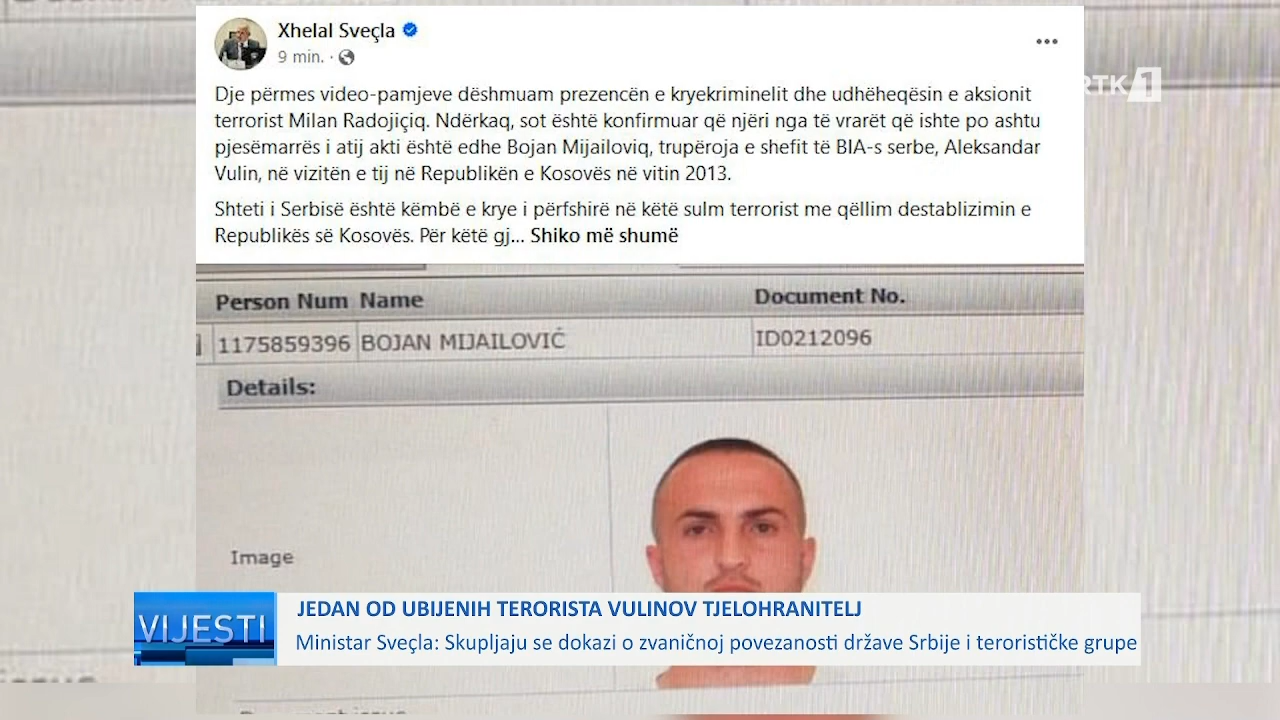 Xhelal Sveçla
9 min. ·
RTK 1
Dje përmes video-pamjeve dëshmuam prezencën e kryekriminelit dhe udhëheqësin e aksionit
terrorist Milan Radojiçiq. Ndërkaq, sot është konfirmuar që njëri nga të vrarët që ishte po ashtu
pjesëmarrës i atij akti është edhe Bojan Mijailoviq, truproja e shefit të BIA-s serbe, Aleksandar
Vulin, në vizitën e tij në Republikën e Kosovës në vitin 2013.
Shteti i Serbisë është këmbë e krye i përfshirë në këtë sulm terrorist me qëllim destablizimin e
Republikës së Kosovës. Për këtë gj... Shiko më shumë
Person Num Name Document No.
1175859396 BOJAN MIJAILOVIĆ ID0212096
Details:
Image
VIJESTI
JEDAN OD UBIJENIH TERORISTA VULINOV TJELOHRANITELJ
Ministar Sveçla: Skupljaju se dokazi o zvaničnoj povezanosti države Srbije i terorističke grupe